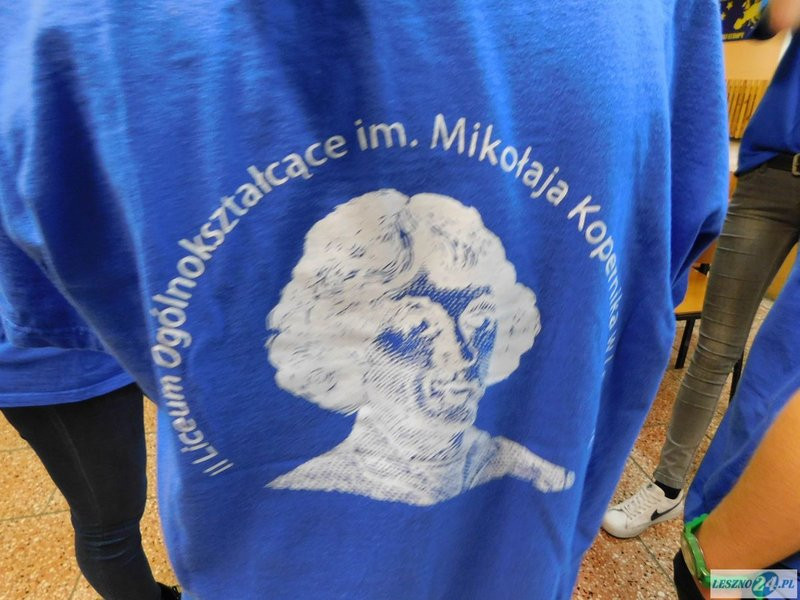 II Liceum Ogólnokształcące im. Mikołaja Kopernika w
LESZNO24.PL